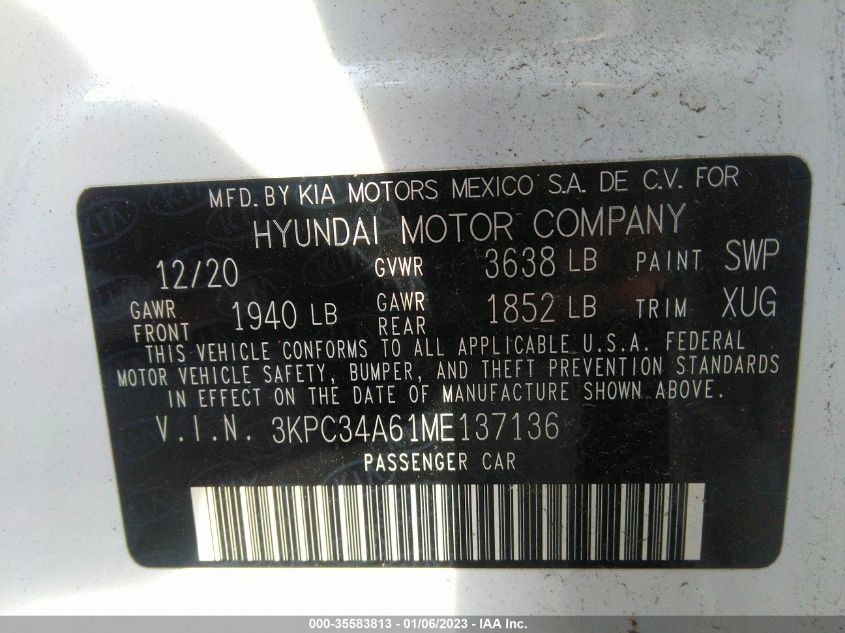 MFD. BY KIA MOTORS MEXICO S.A. DE C.V. FOR
HYUNDAI MOTOR COMPANY
12/20 GVWR 3638 LB PAINT SWP
GAWR FRONT 1940 LB GAWR REAR 1852 LB TRIM XUG
THIS VEHICLE CONFORMS TO ALL APPLICABLE U.S.A. FEDERAL
MOTOR VEHICLE SAFETY, BUMPER, AND THEFT PREVENTION STANDARDS
IN EFFECT ON THE DATE OF MANUFACTURE SHOWN ABOVE.
V.I.N. 3KPC34A61ME137136
PASSENGER CAR
000-35583813 - 01/06/2023 - © IAA Inc.